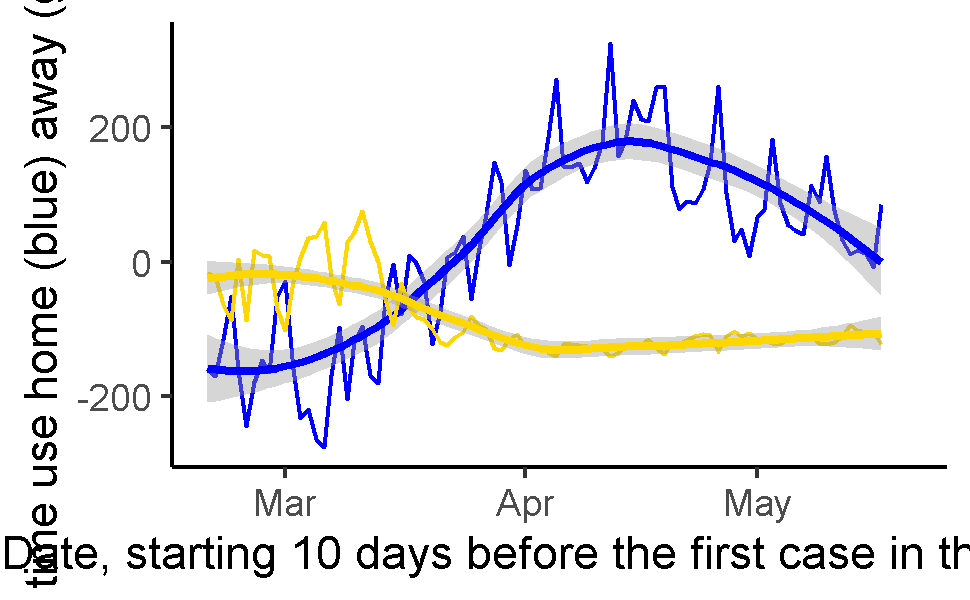 time use home (blue) away (
200
0
-200
Mar Apr May
Date, starting 10 days before the first case in th